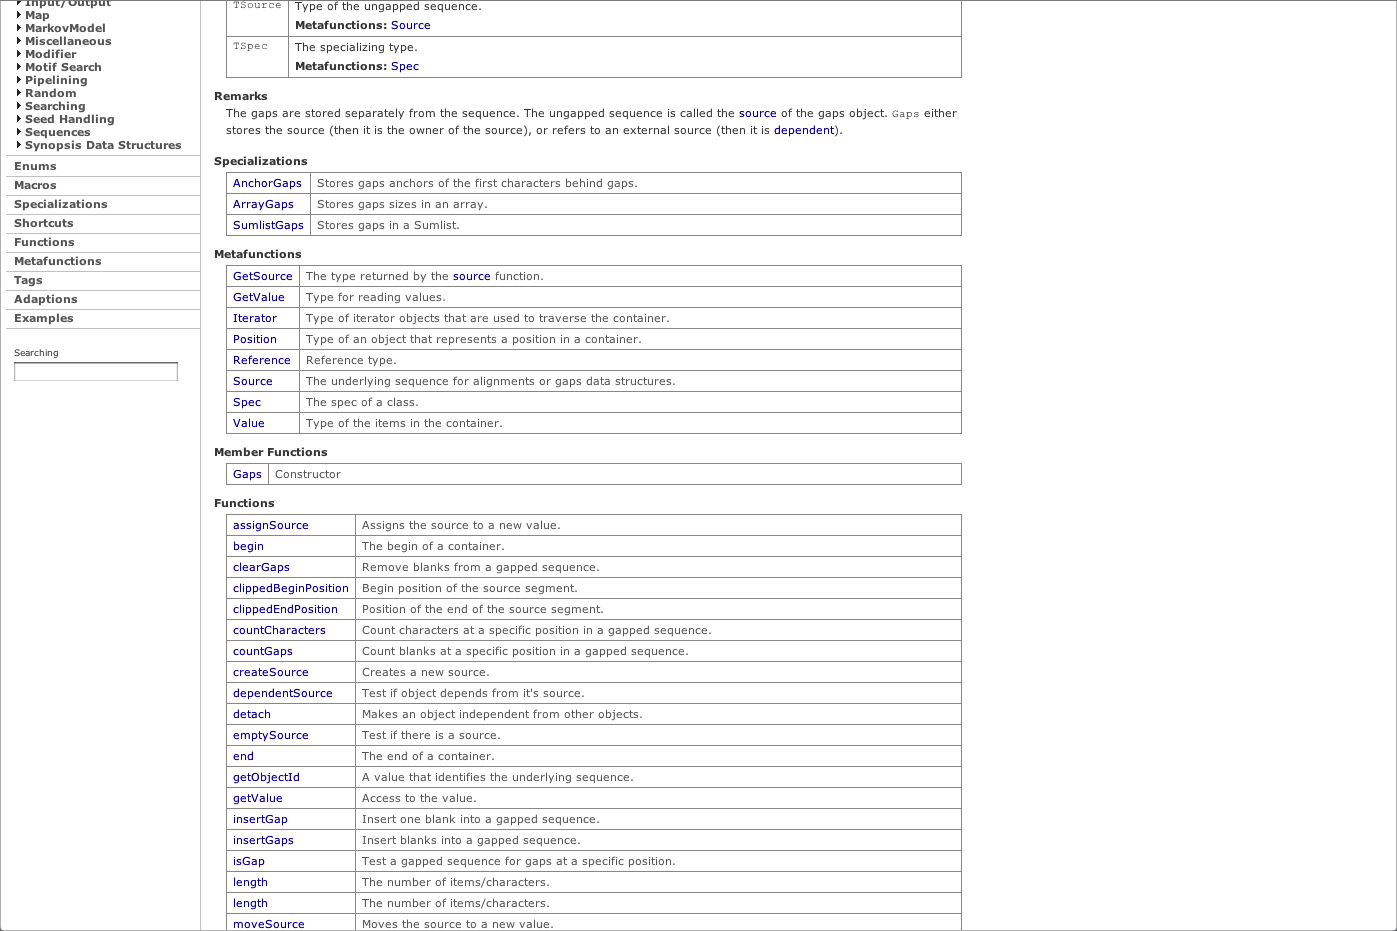 Input/Output
Map
MarkovModel
Miscellaneous
Modifier
Motif Search
Pipelining
Random
Searching
Seed Handling
Sequences
Synopsis Data Structures
Enums
Macros
Specializations
Shortcuts
Functions
Metafunctions
Tags
Adaptions
Examples
Searching
TSource Type of the ungapped sequence.
Metafunctions: Source
TSpec The specializing type.
Metafunctions: Spec
Remarks
The gaps are stored separately from the sequence. The ungapped sequence is called the source of the gaps object. Gaps either
stores the source (then it is the owner of the source), or refers to an external source (then it is dependent).
Specializations
AnchorGaps Stores gaps anchors of the first characters behind gaps.
ArrayGaps Stores gaps sizes in an array.
SumlistGaps Stores gaps in a Sumlist.
Metafunctions
GetSource The type returned by the source function.
GetValue Type for reading values.
Iterator Type of iterator objects that are used to traverse the container.
Position Type of an object that represents a position in a container.
Reference Reference type.
Source The underlying sequence for alignments or gaps data structures.
Spec The spec of a class.
Value Type of the items in the container.
Member Functions
Gaps Constructor
Functions
assignSource Assigns the source to a new value.
begin The begin of a container.
clearGaps Remove blanks from a gapped sequence.
clippedBeginPosition Begin position of the source segment.
clippedEndPosition Position of the end of the source segment.
countCharacters Count characters at a specific position in a gapped sequence.
countGaps Count blanks at a specific position in a gapped sequence.
createSource Creates a new source.
dependentSource Test if object depends from it's source.
detach Makes an object independent from other objects.
emptySource Test if there is a source.
end The end of a container.
getObjectId A value that identifies the underlying sequence.
getValue Access to the value.
insertGap Insert one blank into a gapped sequence.
insertGaps Insert blanks into a gapped sequence.
isGap Test a gapped sequence for gaps at a specific position.
length The number of items/characters.
length The number of items/characters.
moveSource Moves the source to a new value.